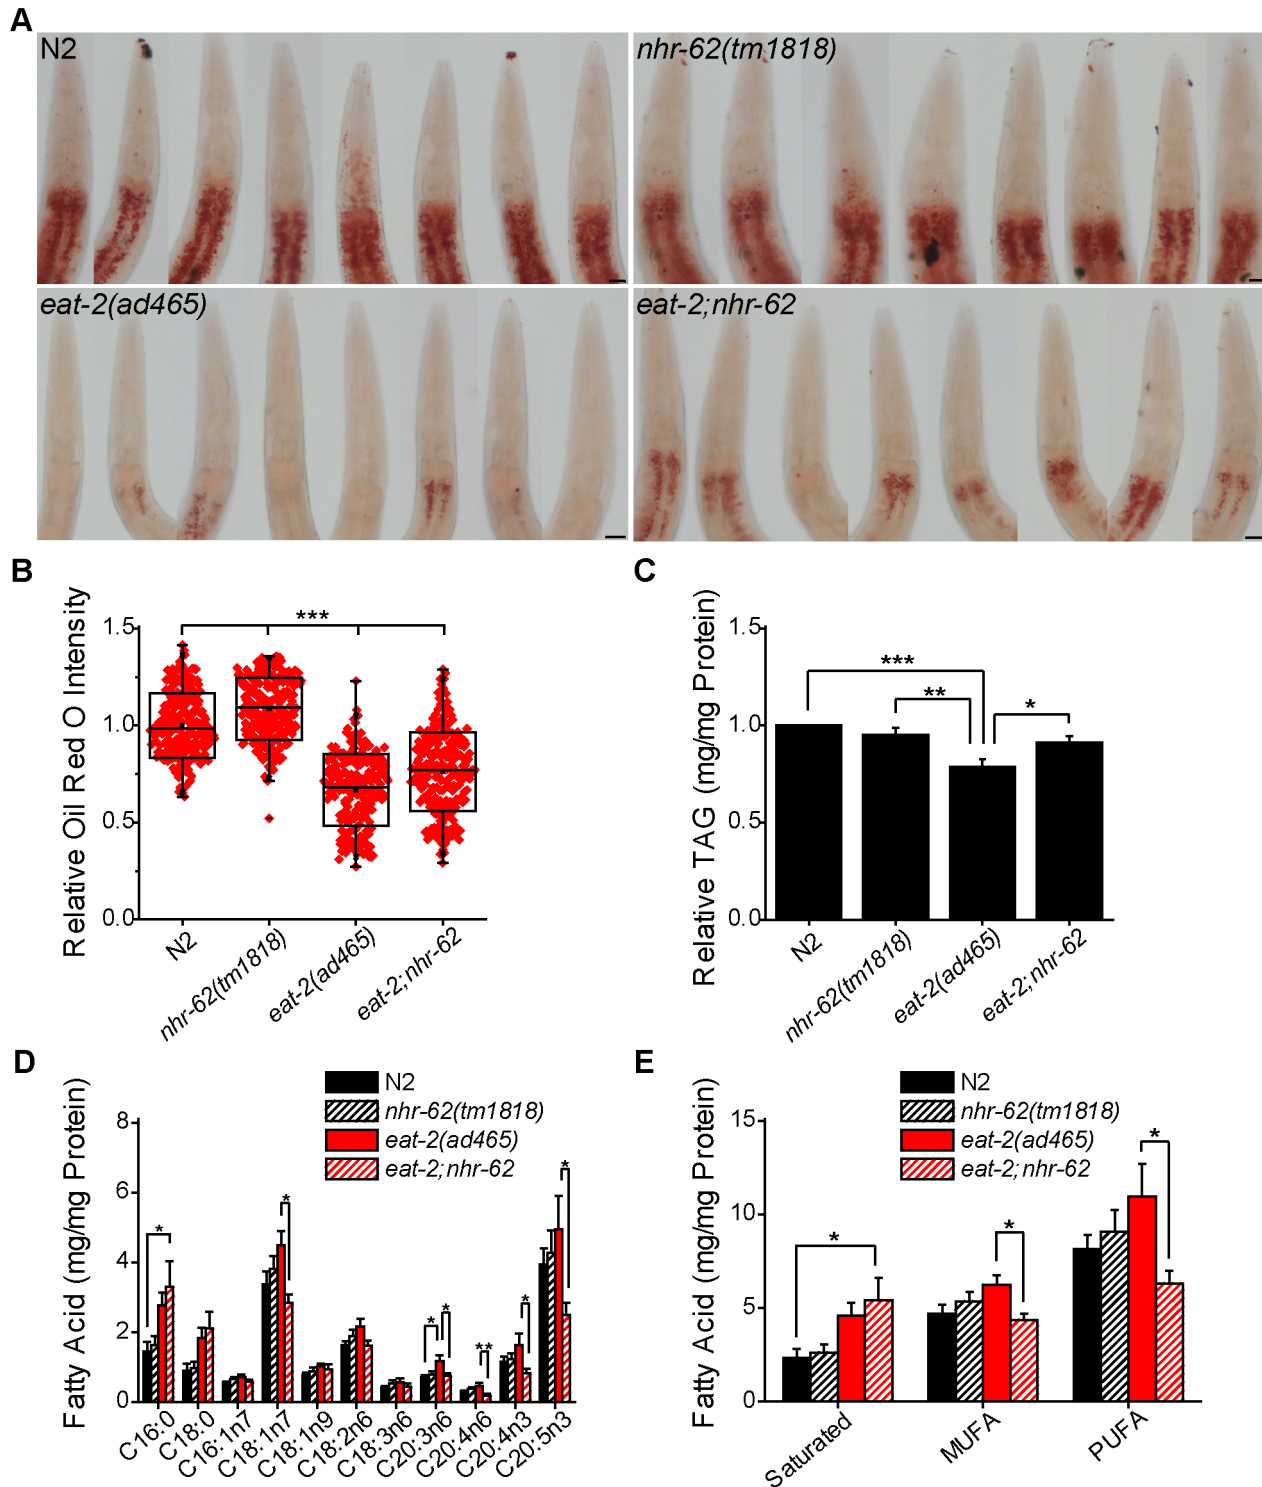 A
N2
nhr-62(tm1818)
eat-2(ad465)
eat-2;nhr-62
B
Relative Oil Red O Intensity
1.5
1.0
0.5
0.0
***
N2
nhr-62(tm1818)
eat-2(ad465)
eat-2;nhr-62
C
Relative TAG (mg/mg Protein)
1.5
1.0
0.5
0.0
***
**
*
N2
nhr-62(tm1818)
eat-2(ad465)
eat-2;nhr-62
D
Fatty Acid (mg/mg Protein)
8
6
4
2
0
N2
nhr-62(tm1818)
eat-2(ad465)
eat-2;nhr-62
*
*
*
*
**
*
*
C16:0
C18:0
C16:1n7
C18:1n7
C18:1n9
C18:2n6
C18:3n6
C20:3n6
C20:4n6
C20:4n3
C20:5n3
E
Fatty Acid (mg/mg Protein)
15
10
5
0
N2
nhr-62(tm1818)
eat-2(ad465)
eat-2;nhr-62
*
*
*
Saturated
MUFA
PUFA